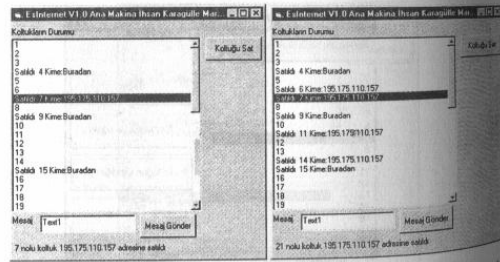 EsInternet V1.0 Ana Makina İhsan Karagülle Mar...
Koltukların Durumu
1
2
3
Satıldı 4 Kime:Buradan
5
6
Satıldı 7 Kime:195.175.110.157
8
Satıldı 9 Kime:Buradan
10
11
12
13
14
Satıldı 15 Kime:Buradan
16
17
18
19
Koltuğu Sat
Mesaj
Text1
Mesaj Gönder
7 nolu koltuk 195.175.110.157 adresine satıldı
EsInternet V1.0 Ana Makina İhsan Karagülle Mar...
Koltukların Durumu
1
2
3
Satıldı 4 Kime:Buradan
5
Satıldı 6 Kime:195.175.110.157
Satıldı 7 Kime:195.175.110.157
8
Satıldı 9 Kime:Buradan
10
Satıldı 11 Kime:195.175.110.157
12
13
Satıldı 14 Kime:195.175.110.157
Satıldı 15 Kime:Buradan
16
17
18
19
Koltuğu
Mesaj
Text1
Mesaj Gönder
21 nolu koltuk 195.175.110.157 adresine satıldı